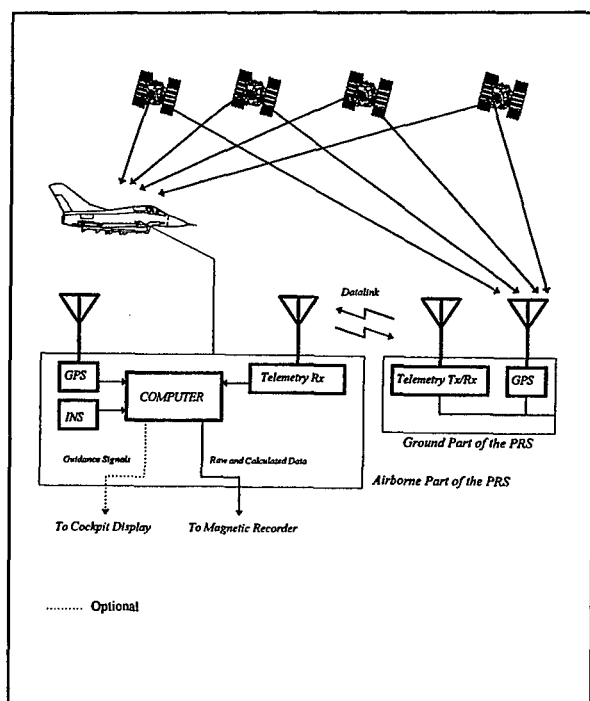 Datalink
GPS
COMPUTER
Telemetry Rx
Telemetry Tx/Rx
GPS
INS
Ground Part of the PRS
Guidance Signals
Raw and Calculated Data
Airborne Part of the PRS
To Cockpit Display
To Magnetic Recorder
........ Optional